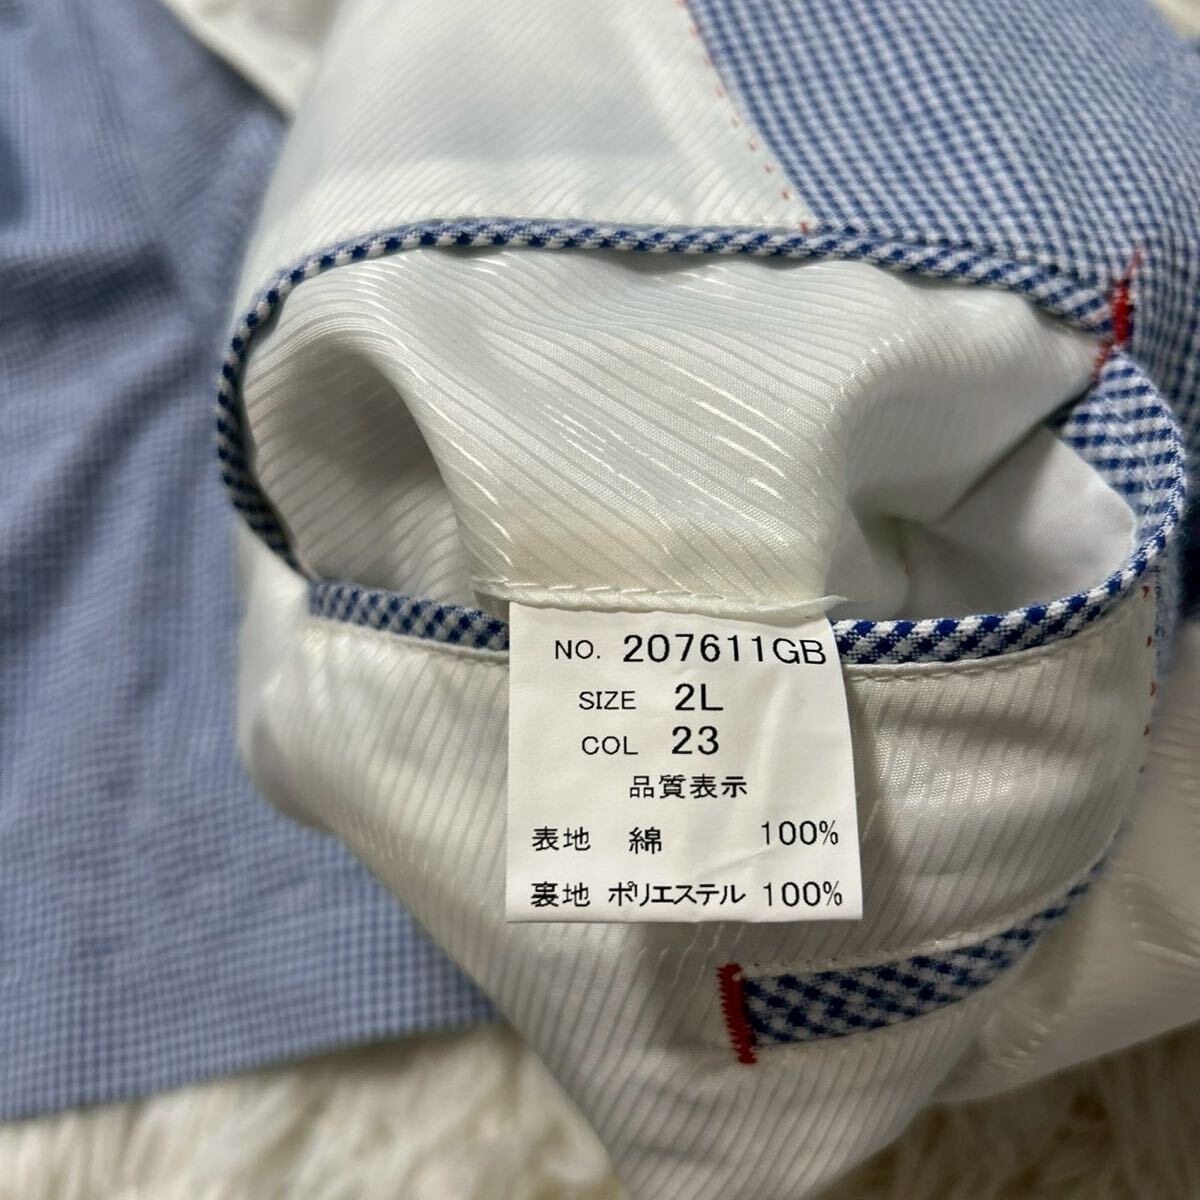 NO. 207611GB
SIZE 2L
COL 23
品質表示
表地 綿 100%
裏地 ポリエステル 100%